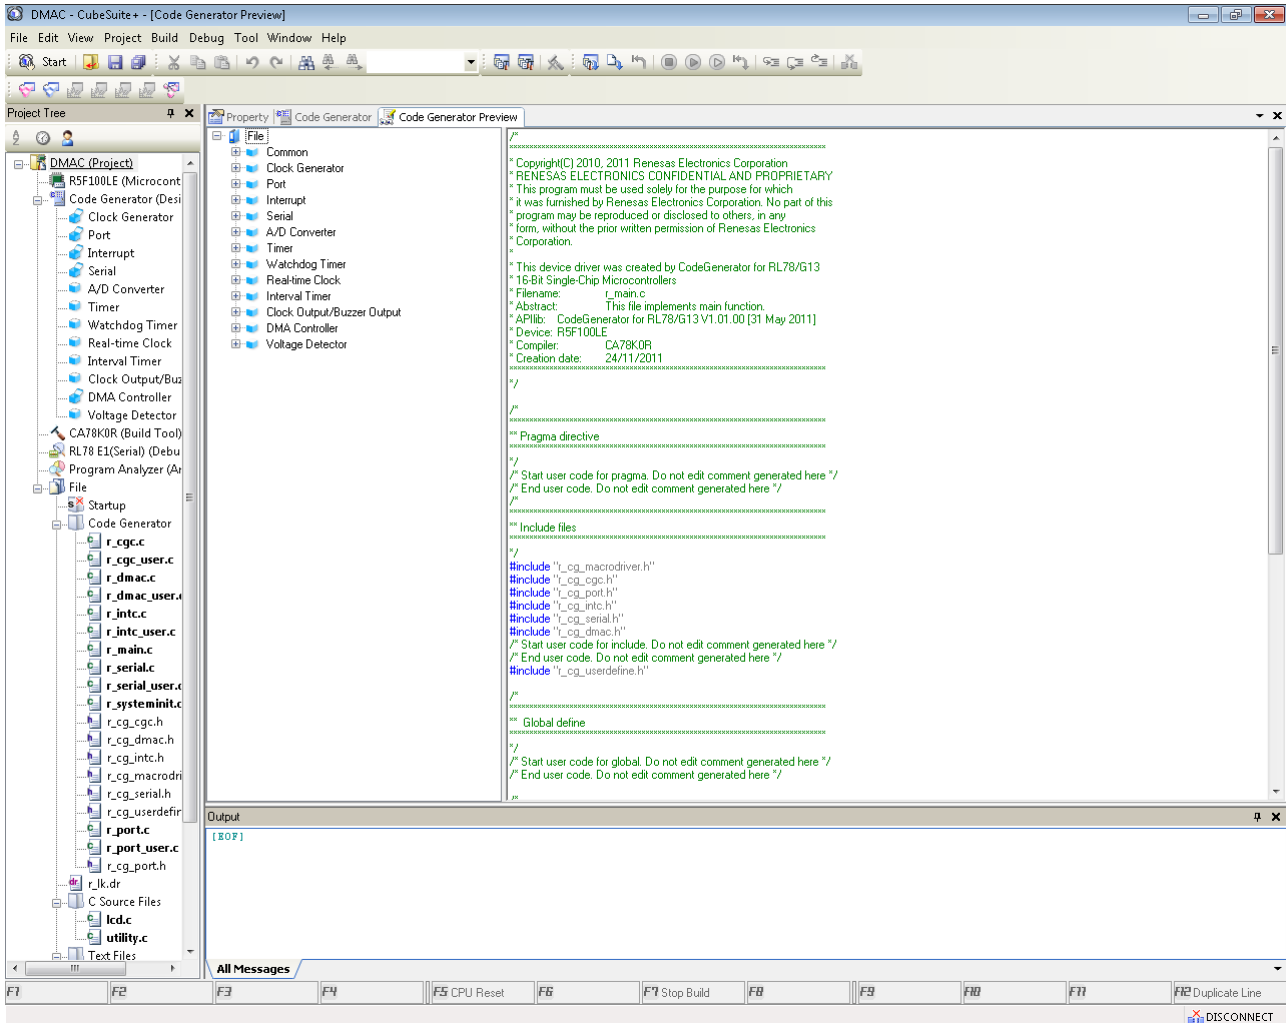 DMAC - CubeSuite+ - [Code Generator Preview]
File Edit View Project Build Debug Tool Window Help
Start
Project Tree
DMAC (Project)
R5F100LE (Microcont
Code Generator (Desi
Clock Generator
Port
Interrupt
Serial
A/D Converter
Timer
Watchdog Timer
Real-time Clock
Interval Timer
Clock Output/Buz
DMA Controller
Voltage Detector
CA78K0R (Build Tool)
RL78 E1(Serial) (Debu
Program Analyzer (An
File
Startup
Code Generator
r_cgc.c
r_cgc_user.c
r_dmac.c
r_dmac_user.c
r_intc.c
r_intc_user.c
r_main.c
r_serial.c
r_serial_user.c
r_systeminit.c
r_cg_cgc.h
r_cg_dmac.h
r_cg_intc.h
r_cg_macrodri
r_cg_serial.h
r_cg_userdefin
r_port.c
r_port_user.c
r_cg_port.h
r_lk.dr
C Source Files
lcd.c
utility.c
Text Files
Property Code Generator Code Generator Preview
File
Common
Clock Generator
Port
Interrupt
Serial
A/D Converter
Timer
Watchdog Timer
Real-time Clock
Interval Timer
Clock Output/Buzzer Output
DMA Controller
Voltage Detector
/*
* Copyright(C) 2010, 2011 Renesas Electronics Corporation
* RENESAS ELECTRONICS CONFIDENTIAL AND PROPRIETARY
* This program must be used solely for the purpose for which
* it was furnished by Renesas Electronics Corporation. No part of this
* program may be reproduced or disclosed to others, in any
* form, without the prior written permission of Renesas Electronics
* Corporation.
*
* This device driver was created by CodeGenerator for RL78/G13
* 16-Bit Single-Chip Microcontrollers
* Filename: r_main.c
* Abstract: This file implements main function.
* APIlib: CodeGenerator for RL78/G13 V1.01.00 [31 May 2011]
* Device: R5F100LE
* Compiler: CA78K0R
* Creation date: 24/11/2011
*/
/*
** Pragma directive
*/
/* Start user code for pragma. Do not edit comment generated here */
/* End user code. Do not edit comment generated here */
/*
** Include files
*/
#include "r_cg_macrodriver.h"
#include "r_cg_cgc.h"
#include "r_cg_port.h"
#include "r_cg_intc.h"
#include "r_cg_serial.h"
#include "r_cg_dmac.h"
/* Start user code for include. Do not edit comment generated here */
/* End user code. Do not edit comment generated here */
#include "r_cg_userdefine.h"
/*
** Global define
*/
/* Start user code for global. Do not edit comment generated here */
/* End user code. Do not edit comment generated here */
/*
Output
[EOF]
All Messages
F1 F2 F3 F4 F5 CPU Reset F6 F7 Stop Build F8 F9 F10 F11 F12 Duplicate Line
DISCONNECT